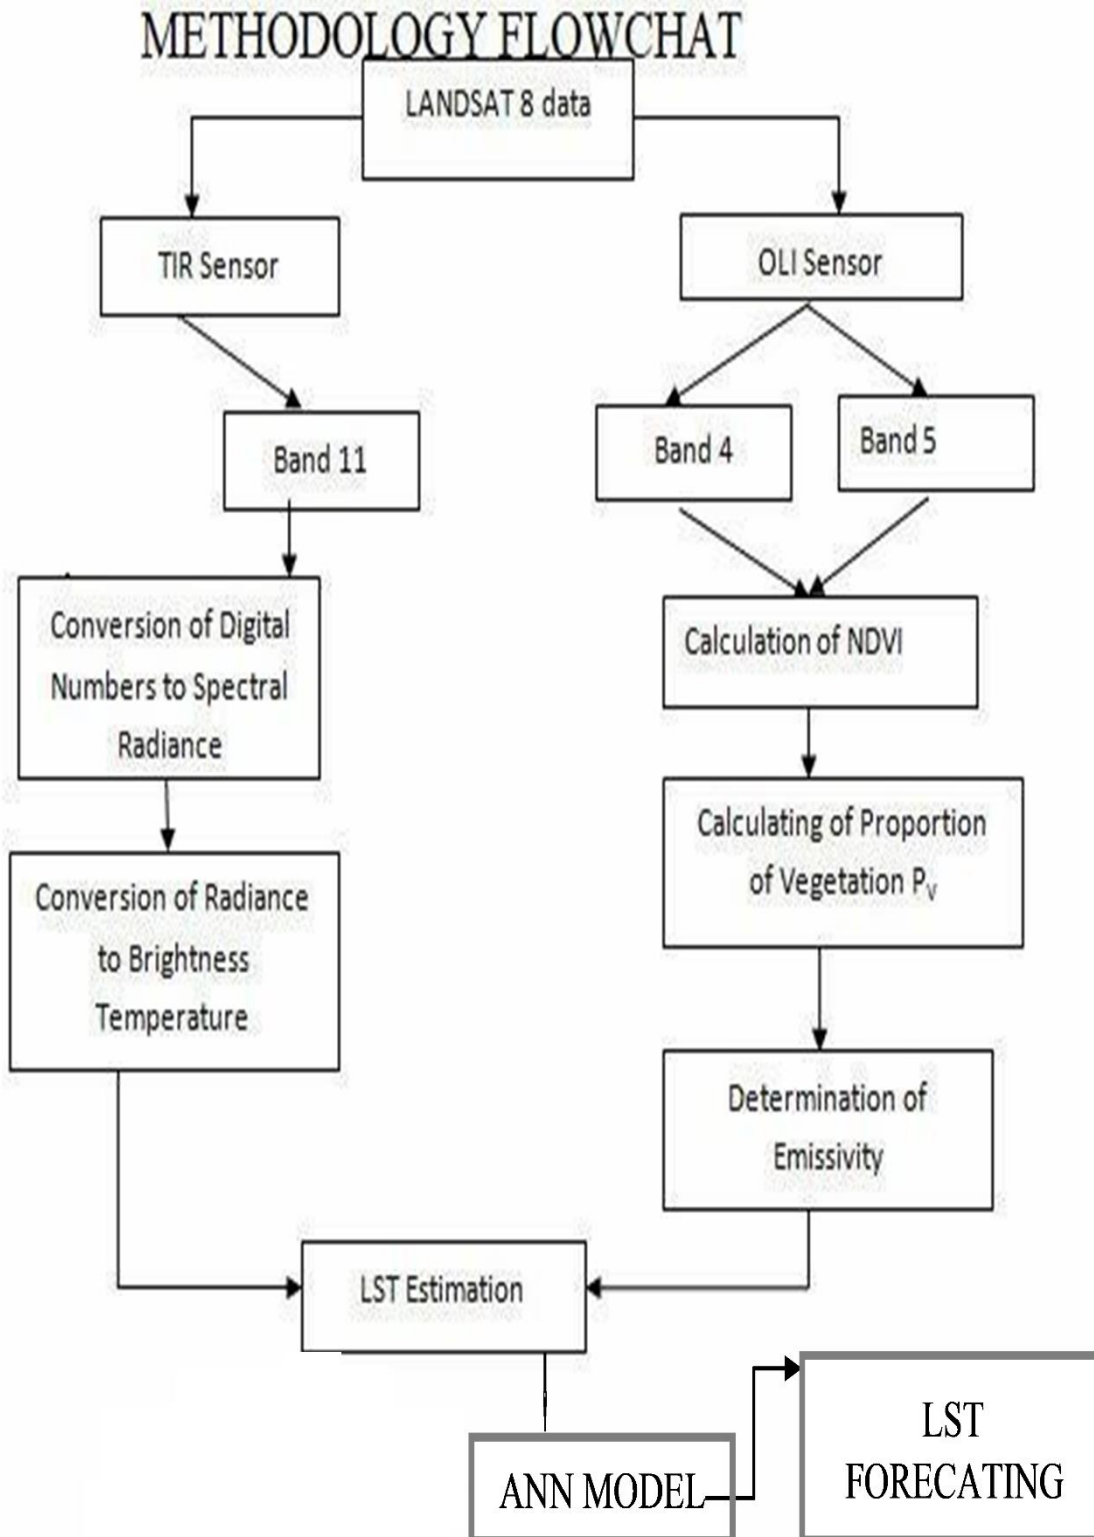 METHODOLOGY FLOWCHAT
LANDSAT 8 data
TIR Sensor
OLI Sensor
Band 11
Band 4
Band 5
Conversion of Digital
Numbers to Spectral
Radiance
Calculation of NDVI
Conversion of Radiance
to Brightness
Temperature
Calculating of Proportion
of Vegetation PV
Determination of
Emissivity
LST Estimation
ANN MODEL
LST
FORECATING